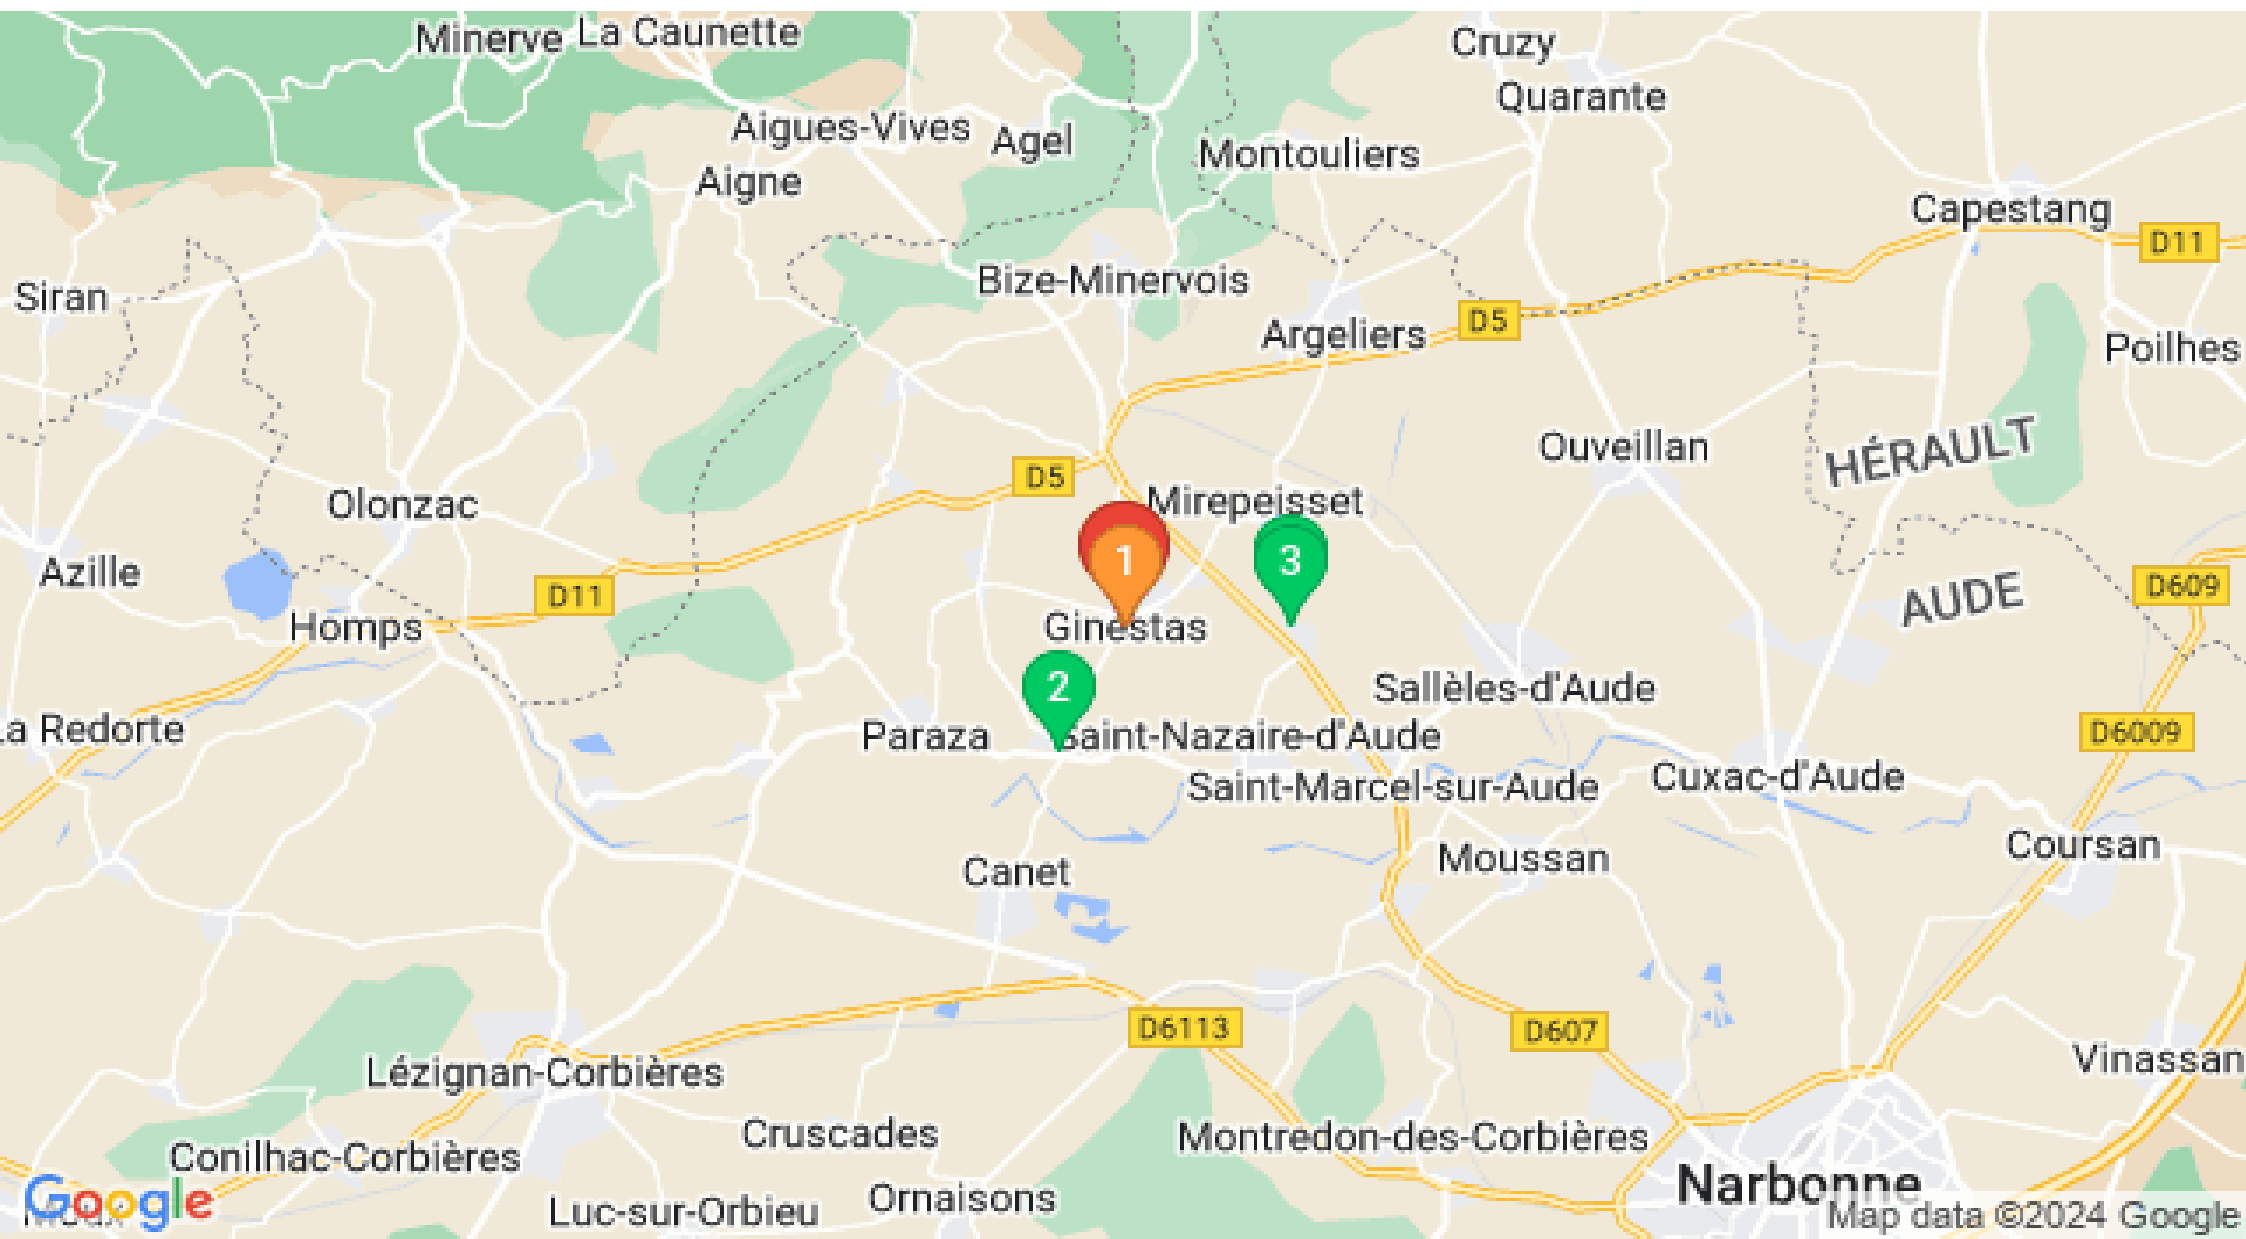 Minerve
La Caunette
Cruzy
Quarante
Aigues-Vives
Agel
Montouliers
Aigne
Capestang
D11
Siran
Bize-Minervois
D5
Argeliers
Poilhes
Ouveillan
HÉRAULT
D5
Olonzac
Mirepeisset
Azille
1
3
D609
D11
AUDE
Homps
Ginestas
2
Sallèles-d'Aude
La Redorte
Paraza
Saint-Nazaire-d'Aude
D6009
Saint-Marcel-sur-Aude
Cuxac-d'Aude
Coursan
Moussan
Canet
D6113
D607
Lézignan-Corbières
Vinassan
Cruscades
Montredon-des-Corbières
Conilhac-Corbières
Narbonne
Google
Moux
Luc-sur-Orbieu
Ornaisons
Map data ©2024 Google